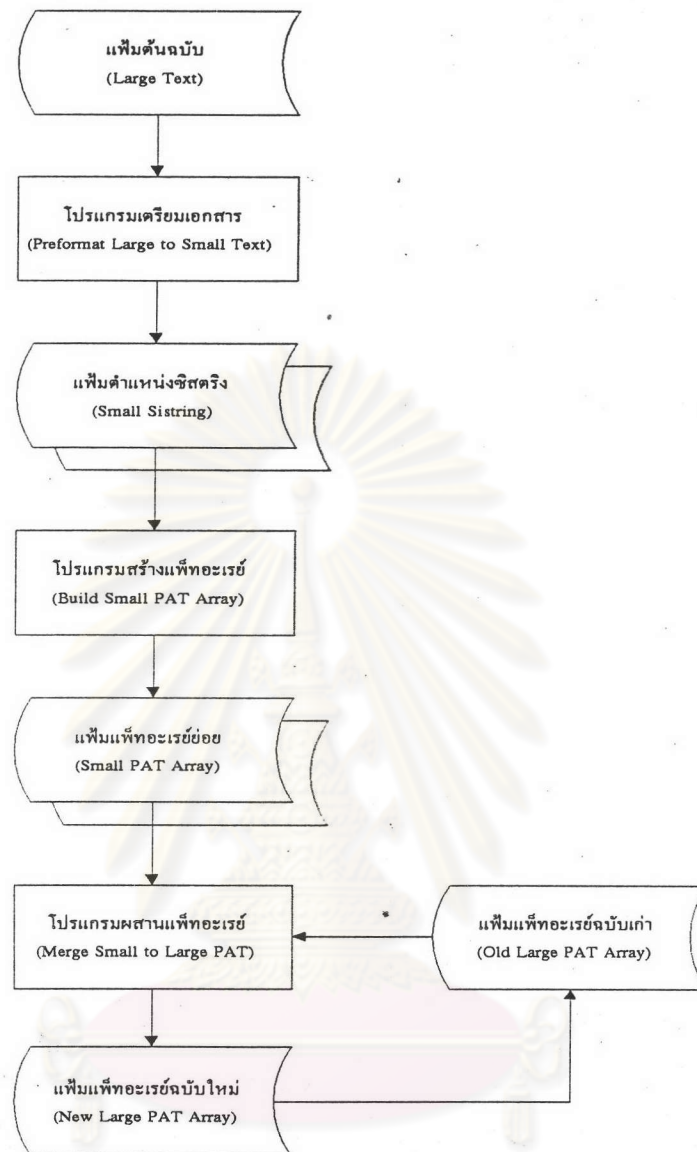 แฟ้มต้นฉบับ
(Large Text)
โปรแกรมเตรียมเอกสาร
(Preformat Large to Small Text)
แฟ้มตำแหน่งซิสตริง
(Small Sistring)
โปรแกรมสร้างแพ็ทอะเรย์
(Build Small PAT Array)
แฟ้มแพ็ทอะเรย์ย่อย
(Small PAT Array)
โปรแกรมผสานแพ็ทอะเรย์
(Merge Small to Large PAT)
แฟ้มแพ็ทอะเรย์ฉบับเก่า
(Old Large PAT Array)
แฟ้มแพ็ทอะเรย์ฉบับใหม่
(New Large PAT Array)